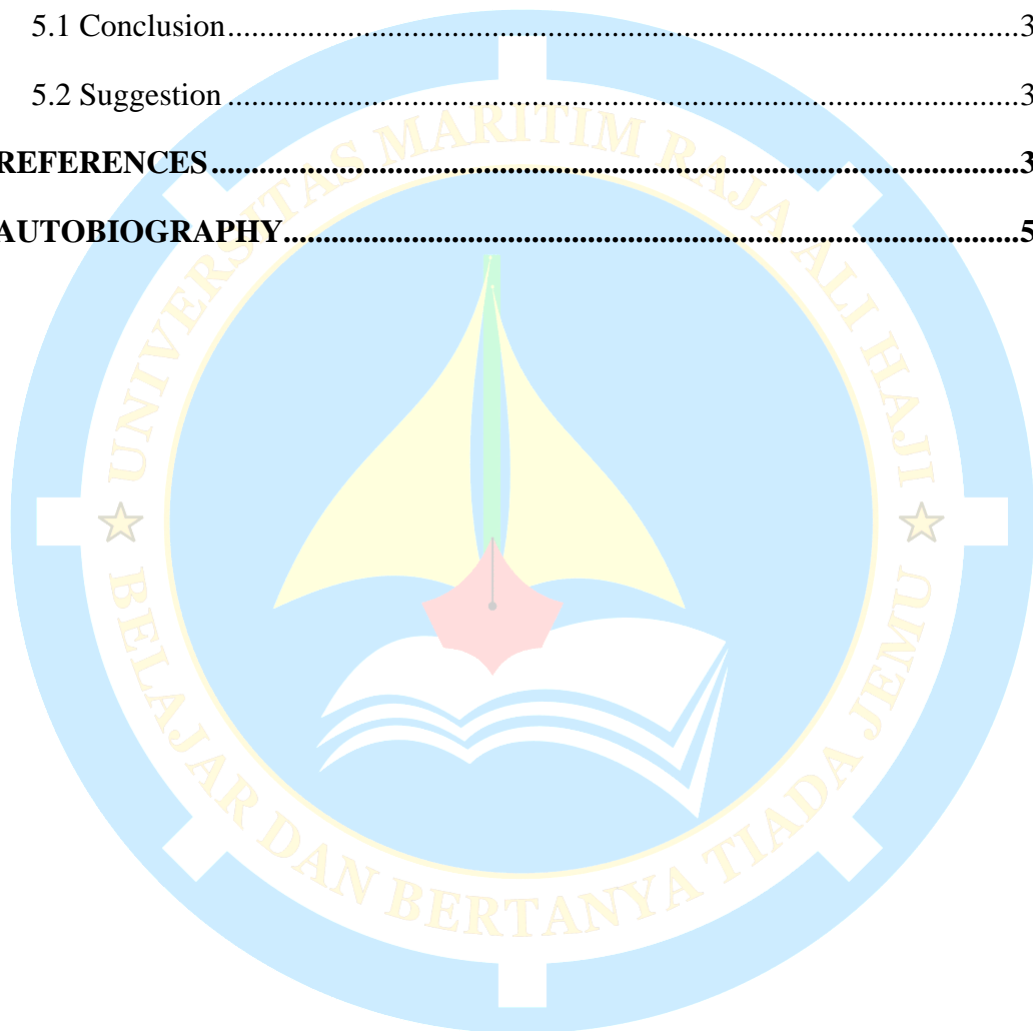 5.1 Conclusion........................................................................................................3
5.2 Suggestion........................................................................................................3
REFERENCES........................................................................................................3
AUTOBIOGRAPHY........................................................................................................5
UNIVERSITAS MARITIM RAJA ALI HAJI
BELAJAR DAN BERTANYA TIADA JEMU